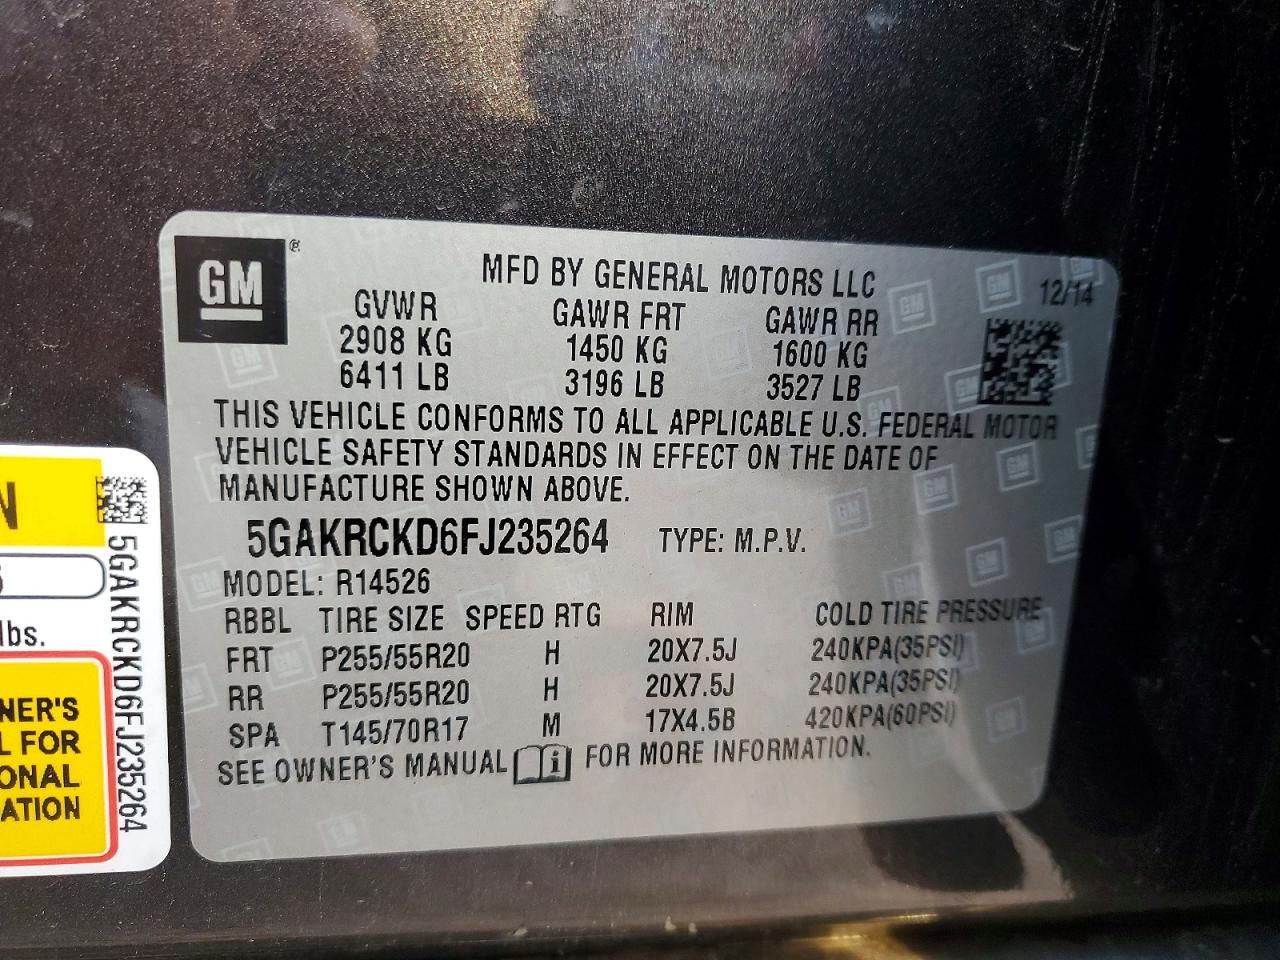 GM
MFD BY GENERAL MOTORS LLC
12/14
GVWR GAWR FRT GAWR RR
2908 KG 1450 KG 1600 KG
6411 LB 3196 LB 3527 LB
THIS VEHICLE CONFORMS TO ALL APPLICABLE U.S. FEDERAL MOTOR
VEHICLE SAFETY STANDARDS IN EFFECT ON THE DATE OF
MANUFACTURE SHOWN ABOVE.
5GAKRCKD6FJ235264 TYPE: M.P.V.
MODEL: R14526
RBBL TIRE SIZE SPEED RTG RIM COLD TIRE PRESSURE
FRT P255/55R20 H 20X7.5J 240KPA(35PSI)
RR P255/55R20 H 20X7.5J 240KPA(35PSI)
SPA T145/70R17 M 17X4.5B 420KPA(60PSI)
SEE OWNER'S MANUAL FOR MORE INFORMATION.
N
lbs.
NER'S
L FOR
ONAL
ATION
5GAKRCKD6FJ235264